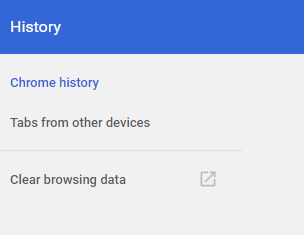 History
Chrome history
Tabs from other devices
Clear browsing data